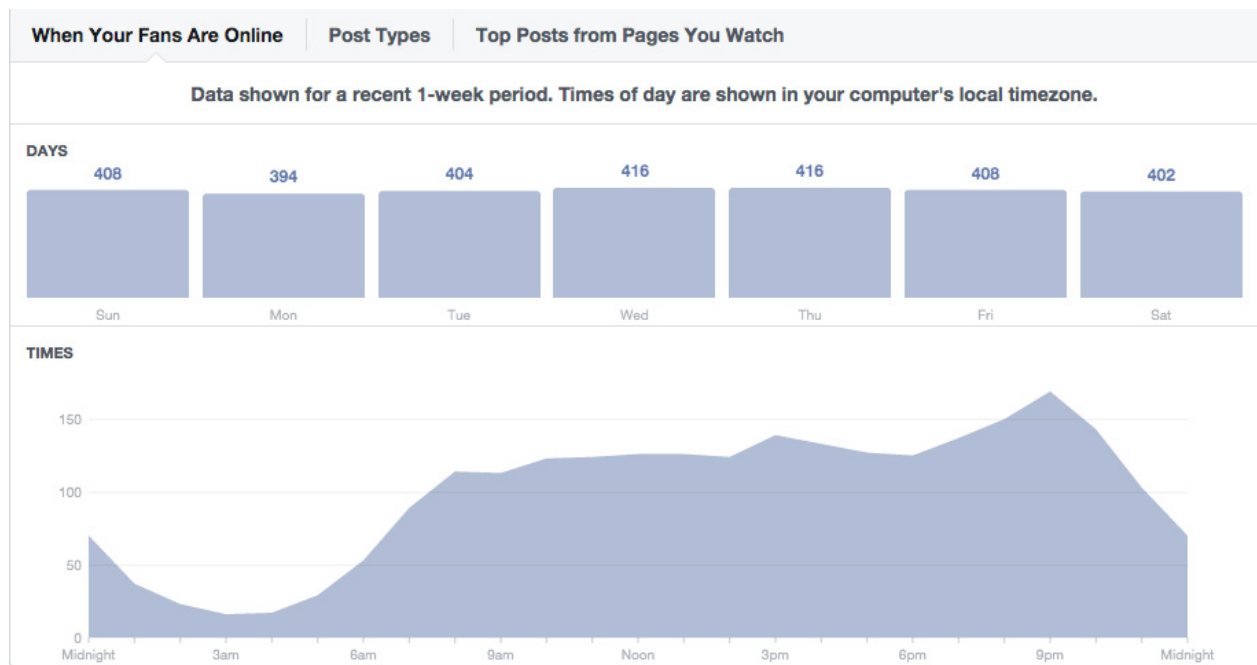 When Your Fans Are Online Post Types Top Posts from Pages You Watch
Data shown for a recent 1-week period. Times of day are shown in your computer's local timezone.
DAYS
408 394 404 416 416 408 402
Sun Mon Tue Wed Thu Fri Sat
TIMES
150
100
50
0
Midnight 3am 6am 9am Noon 3pm 6pm 9pm Midnight